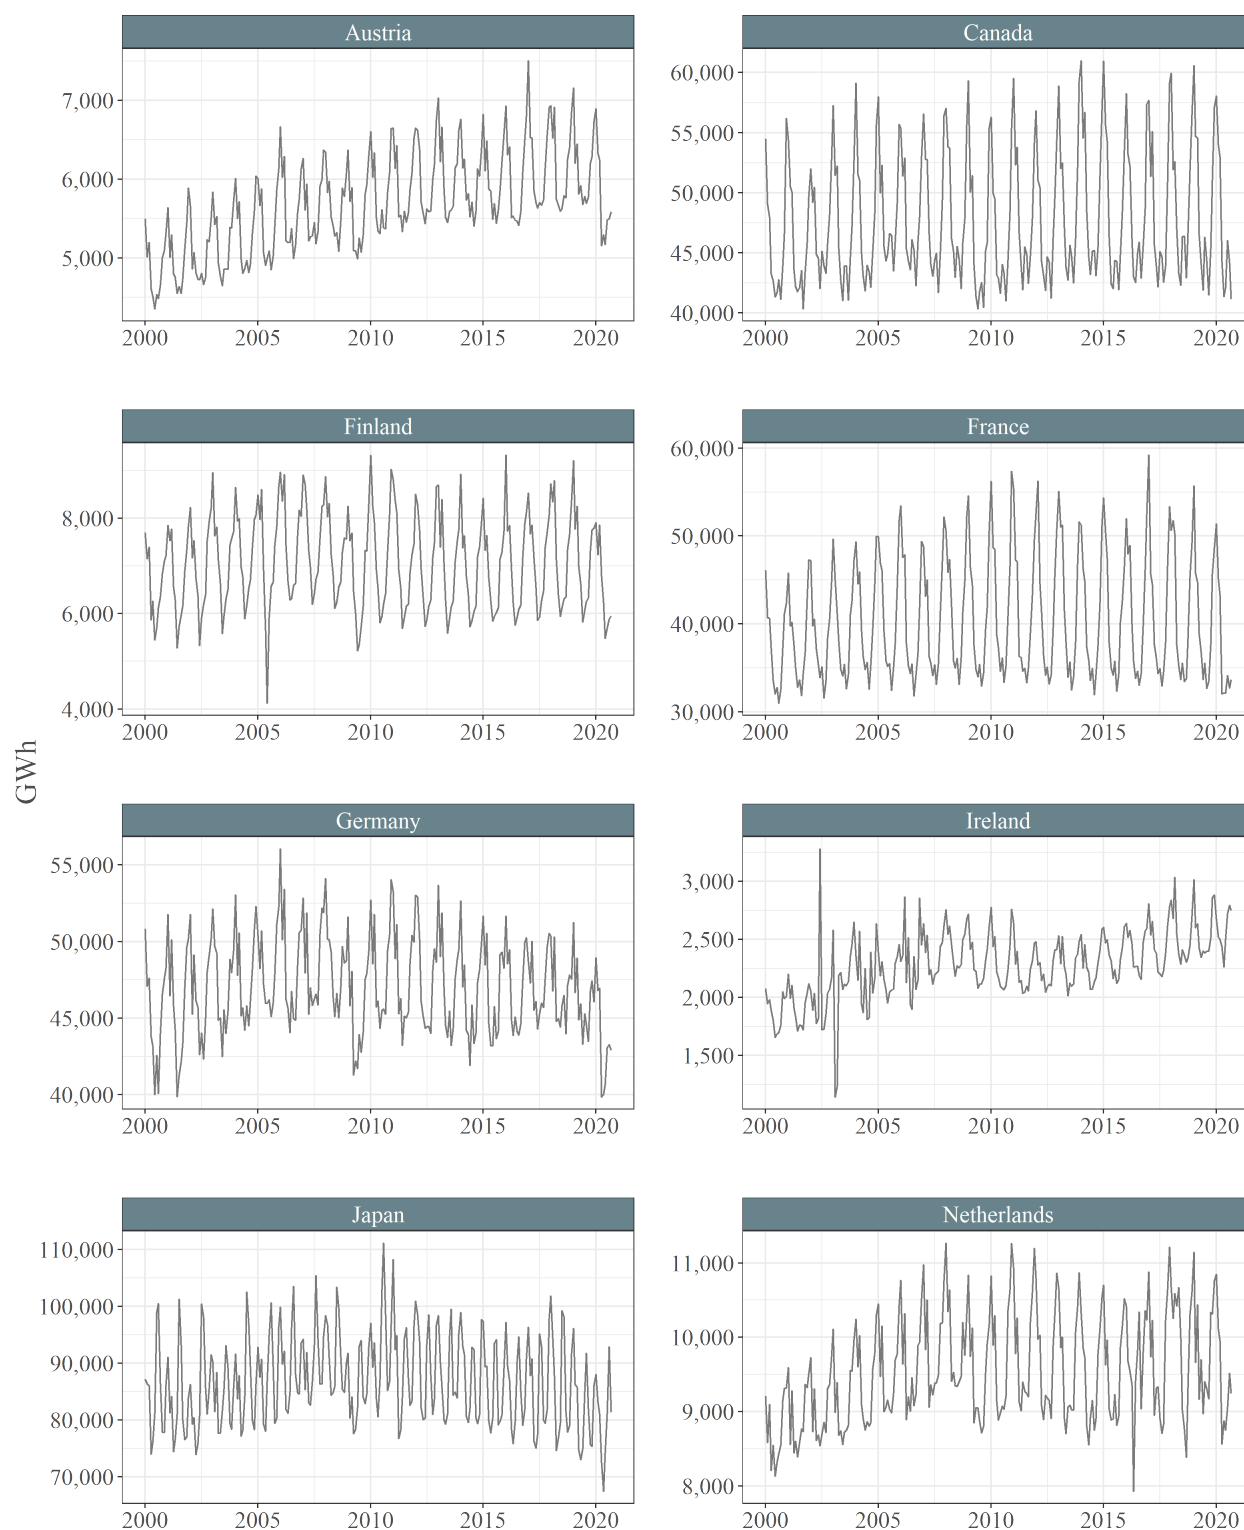 Austria
7,000
6,000
5,000
2000 2005 2010 2015 2020
Canada
60,000
55,000
50,000
45,000
40,000
2000 2005 2010 2015 2020
Finland
8,000
6,000
4,000
2000 2005 2010 2015 2020
France
60,000
50,000
40,000
30,000
2000 2005 2010 2015 2020
GWh
Germany
55,000
50,000
45,000
40,000
2000 2005 2010 2015 2020
Ireland
3,000
2,500
2,000
1,500
2000 2005 2010 2015 2020
Japan
110,000
100,000
90,000
80,000
70,000
2000 2005 2010 2015 2020
Netherlands
11,000
10,000
9,000
8,000
2000 2005 2010 2015 2020